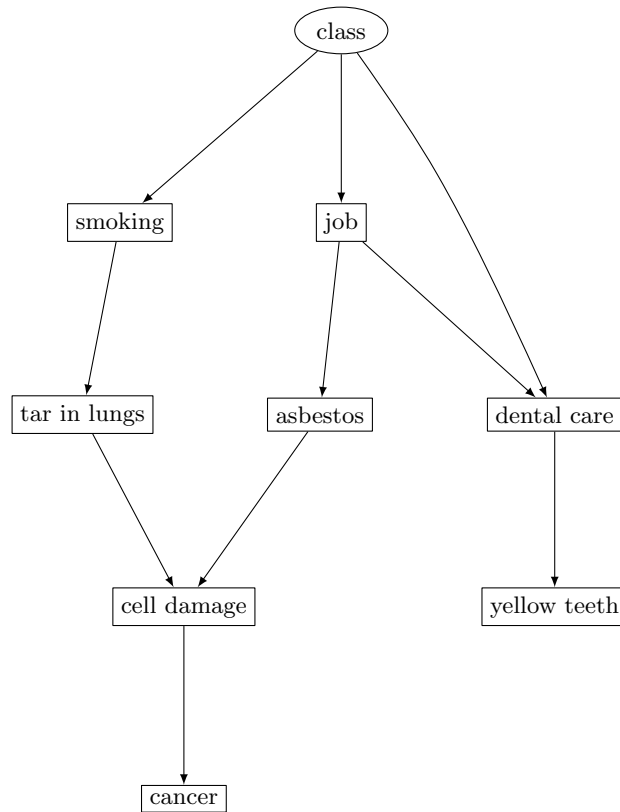 class
smoking
job
tar in lungs
asbestos
dental care
cell damage
yellow teeth
cancer